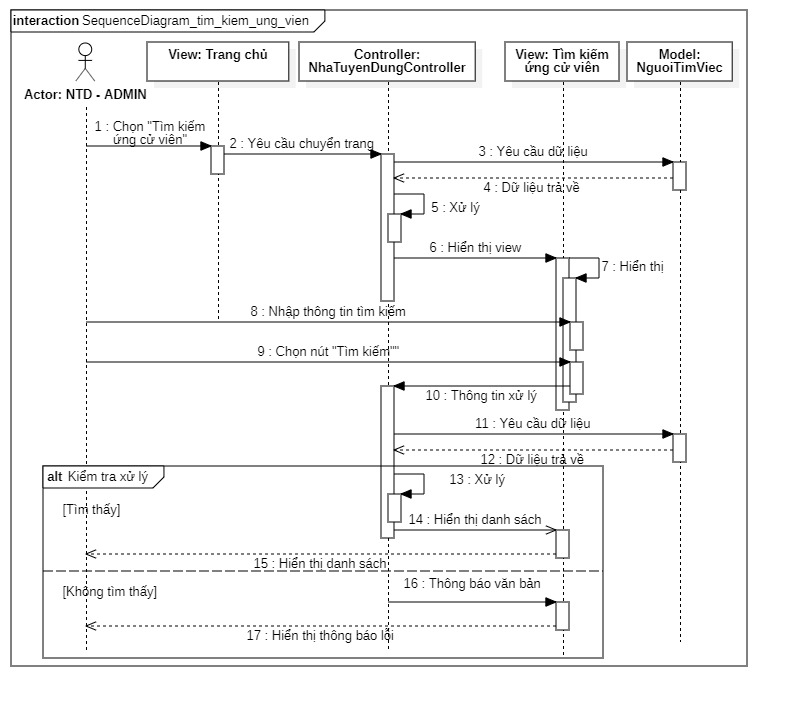 interaction SequenceDiagram_tim_kiem_ung_vien
View: Trang chủ
Controller:
NhaTuyenDungController
View: Tìm kiếm
ứng cử viên
Model:
NguoiTimViec
Actor: NTD - ADMIN
1 : Chọn "Tìm kiếm
ứng cử viên"
2 : Yêu cầu chuyển trang
3 : Yêu cầu dữ liệu
4 : Dữ liệu trả về
5 : Xử lý
6 : Hiển thị view
7 : Hiển thị
8 : Nhập thông tin tìm kiếm
9 : Chọn nút "Tìm kiếm""
10 : Thông tin xử lý
11 : Yêu cầu dữ liệu
12 : Dữ liệu trả về
alt Kiểm tra xử lý
13 : Xử lý
[Tìm thấy]
14 : Hiển thị danh sách
15 : Hiển thị danh sách
[Không tìm thấy]
16 : Thông báo văn bản
17 : Hiển thị thông báo lỗi